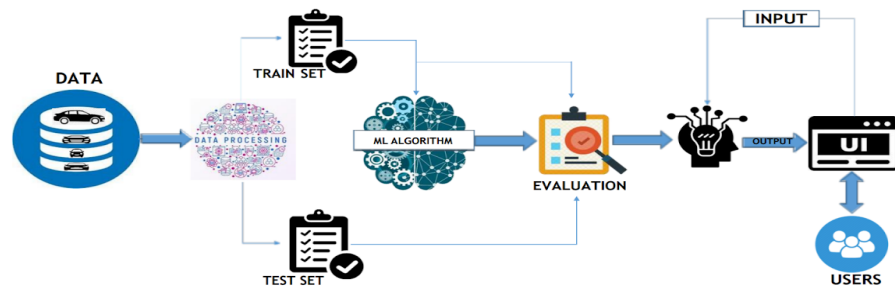 INPUT
DATA
TRAIN SET
DATA PROCESSING
ML ALGORITHM
OUTPUT
UI
EVALUATION
TEST SET
USERS